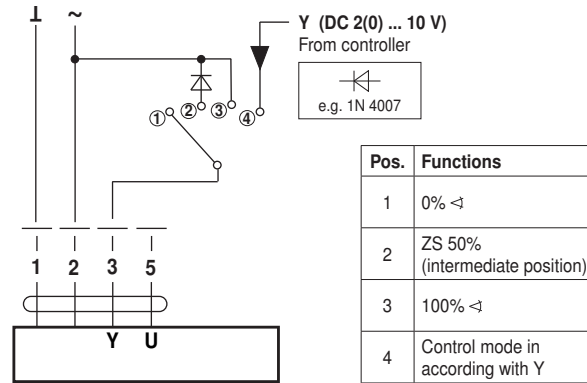 ⊥ ~
Y (DC 2(0) ... 10 V)
From controller
e.g. 1N 4007
① ② ③ ④
1 2 3 5
Y U
Pos. Functions
1 0% ∢
2 ZS 50%
(intermediate position)
3 100% ∢
4 Control mode in
according with Y